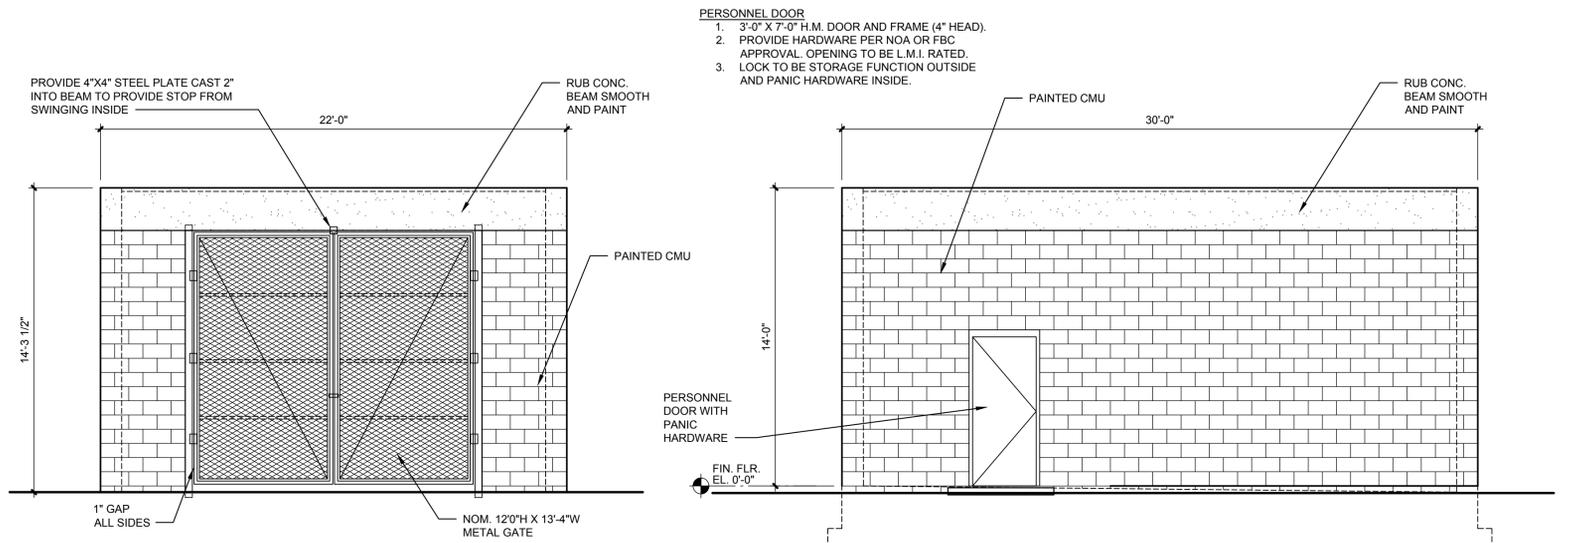 PERSONNEL DOOR
1. 3'-0" X 7'-0" H.M. DOOR AND FRAME (4" HEAD).
2. PROVIDE HARDWARE PER NOA OR FBC
APPROVAL. OPENING TO BE L.M.I. RATED.
3. LOCK TO BE STORAGE FUNCTION OUTSIDE
AND PANIC HARDWARE INSIDE.
PROVIDE 4"X4" STEEL PLATE CAST 2"
INTO BEAM TO PROVIDE STOP FROM
SWINGING INSIDE
RUB CONC.
BEAM SMOOTH
AND PAINT
22'-0"
14'-3 1/2"
PAINTED CMU
1" GAP
ALL SIDES
NOM. 12'0"H X 13'-4"W
METAL GATE
PAINTED CMU
RUB CONC.
BEAM SMOOTH
AND PAINT
30'-0"
14'-0"
PERSONNEL
DOOR WITH
PANIC
HARDWARE
FIN. FLR.
EL. 0'-0"